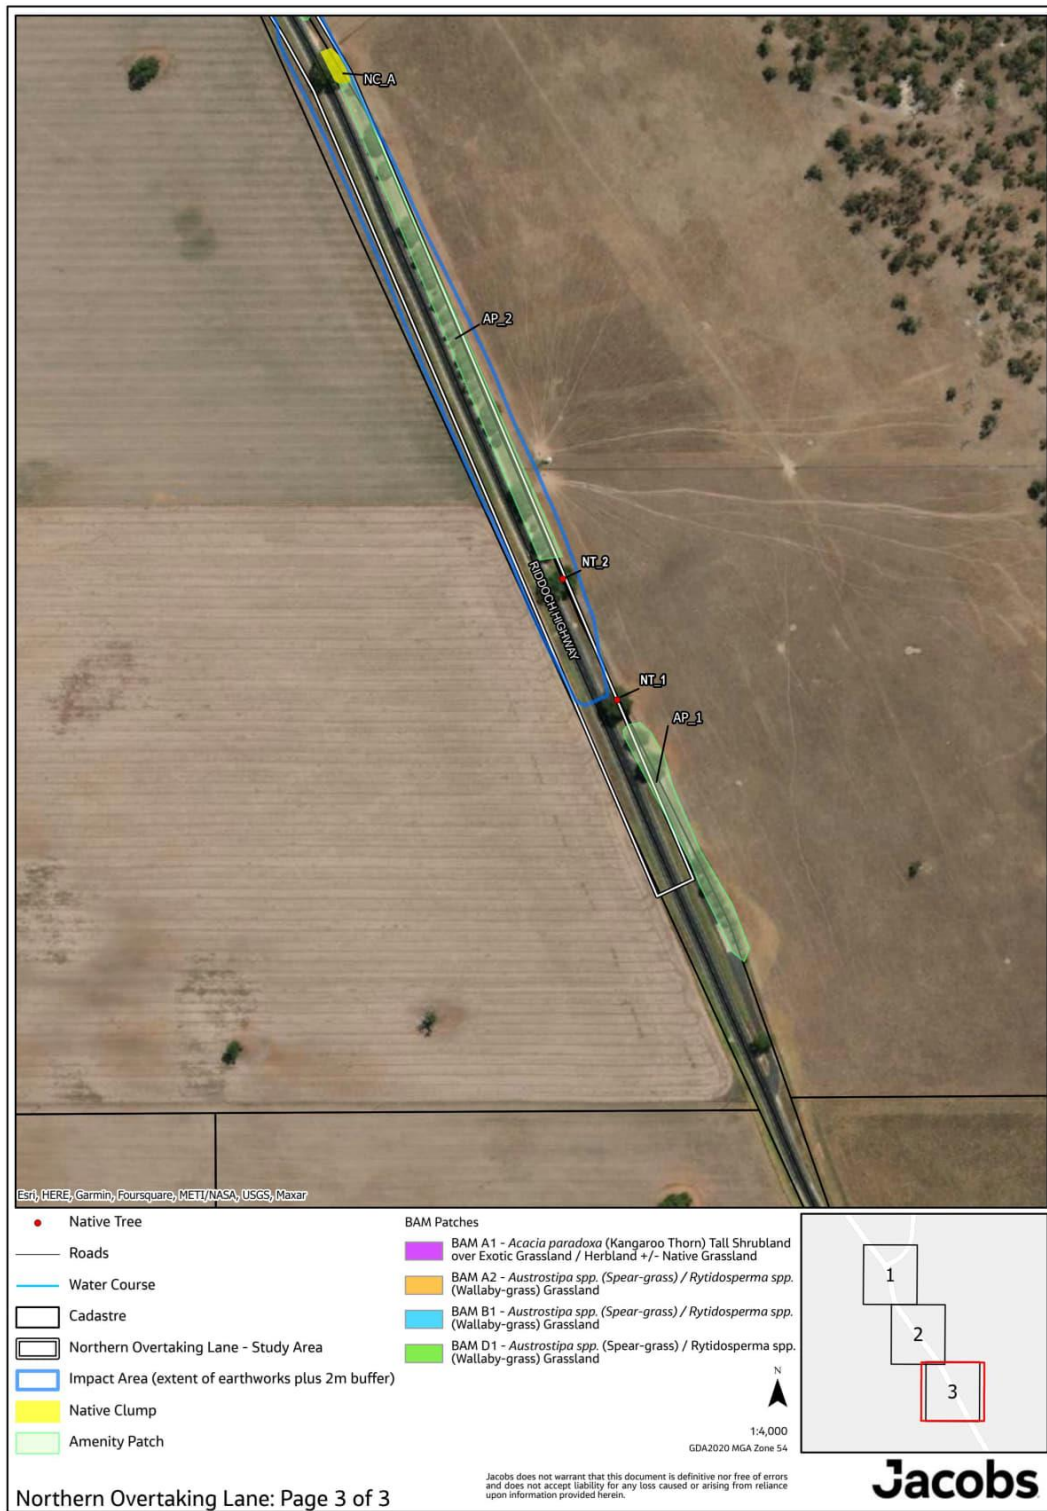 NC_A
AP_2
NT_2
RIDDOCH HIGHWAY
NT_1
AP_1
Esri, HERE, Garmin, Foursquare, METI/NASA, USGS, Maxar
Native Tree
Roads
Water Course
Cadastre
Northern Overtaking Lane - Study Area
Impact Area (extent of earthworks plus 2m buffer)
Native Clump
Amenity Patch
BAM Patches
BAM A1 - Acacia paradoxa (Kangaroo Thorn) Tall Shrubland
over Exotic Grassland / Herbland +/- Native Grassland
BAM A2 - Austrostipa spp. (Spear-grass) / Rytidosperma spp.
(Wallaby-grass) Grassland
BAM B1 - Austrostipa spp. (Spear-grass) / Rytidosperma spp.
(Wallaby-grass) Grassland
BAM D1 - Austrostipa spp. (Spear-grass) / Rytidosperma spp.
(Wallaby-grass) Grassland
N
1:4,000
GDA2020 MGA Zone 54
1
2
3
Northern Overtaking Lane: Page 3 of 3
Jacobs does not warrant that this document is definitive nor free of errors
and does not accept liability for any loss caused or arising from reliance
upon information provided herein.
Jacobs